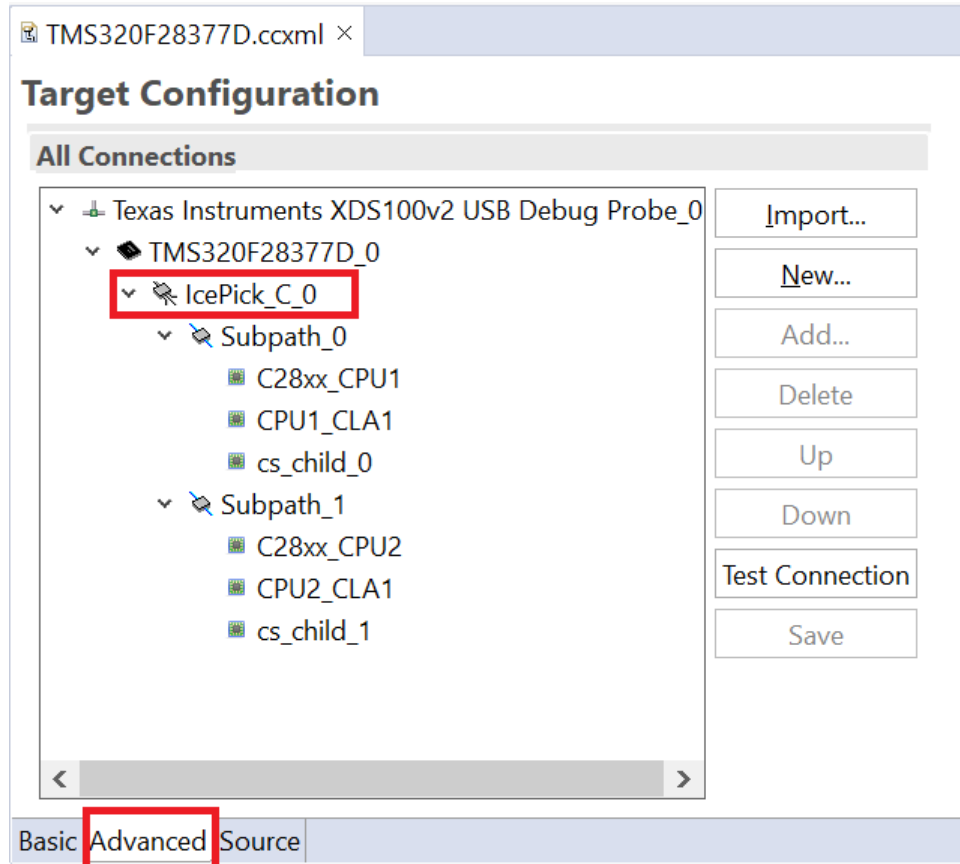 TMS320F28377D.ccxml
Target Configuration
All Connections
Texas Instruments XDS100v2 USB Debug Probe_0
TMS320F28377D_0
IcePick_C_0
Subpath_0
C28xx_CPU1
CPU1_CLA1
cs_child_0
Subpath_1
C28xx_CPU2
CPU2_CLA1
cs_child_1
Import...
New...
Add...
Delete
Up
Down
Test Connection
Save
Basic Advanced Source